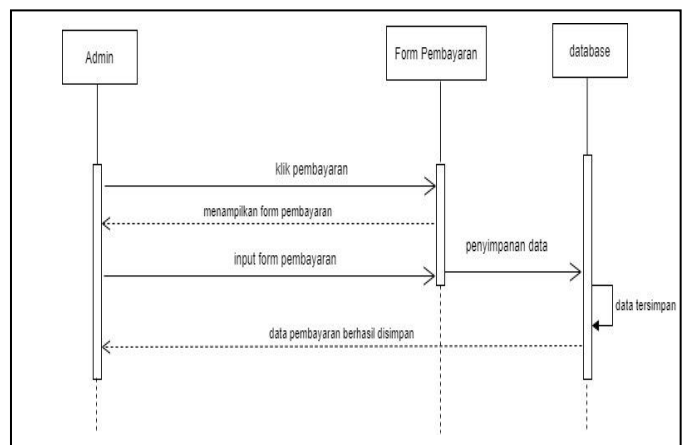 Admin
Form Pembayaran
database
klik pembayaran
menampilkan form pembayaran
input form pembayaran
penyimpanan data
data tersimpan
data pembayaran berhasil disimpan